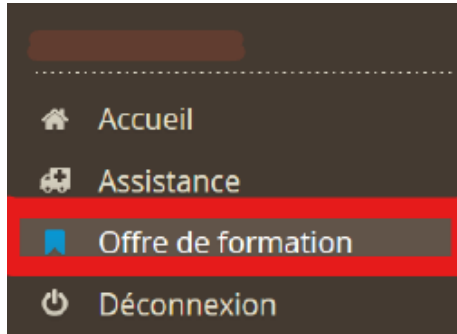 Accueil
Assistance
Offre de formation
Déconnexion